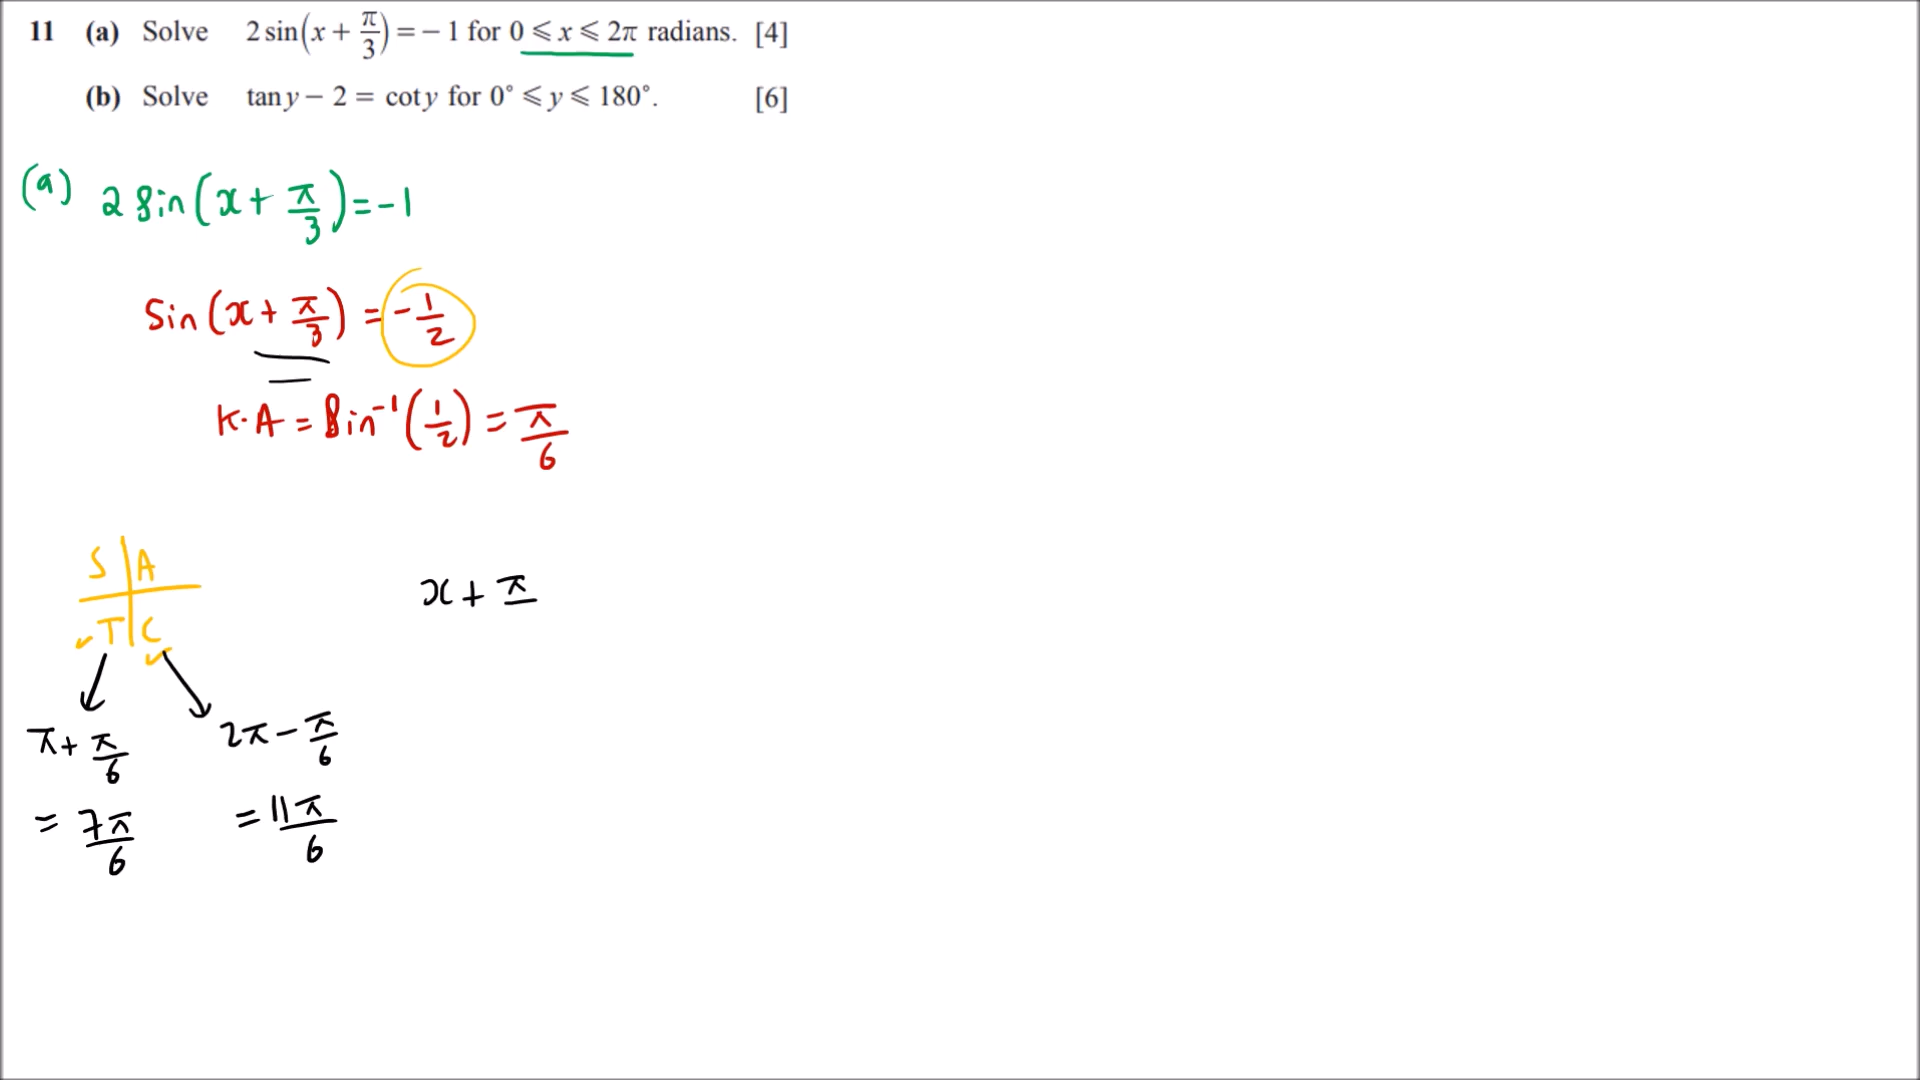 11 (a) Solve 2 sin(x + π/3) = − 1 for 0 ⩽ x ⩽ 2π radians. [4]
(b) Solve tan y − 2 = cot y for 0° ⩽ y ⩽ 180°. [6]
(a) 2 sin(x + π/3) = -1
Sin(x + π/3) = -1/2
K.A = sin⁻¹(1/2) = π/6
S A
T C
x + π
π + π/6 2π - π/6
= 7π/6 = 11π/6